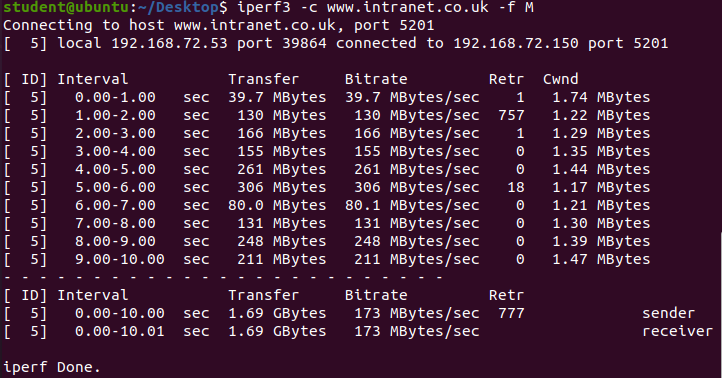 student@ubuntu:~/Desktop$ iperf3 -c www.intranet.co.uk -f M
Connecting to host www.intranet.co.uk, port 5201
[  5] local 192.168.72.53 port 39864 connected to 192.168.72.150 port 5201

[ ID] Interval           Transfer     Bitrate         Retr  Cwnd
[  5]   0.00-1.00   sec  39.7 MBytes  39.7 MBytes/sec    1   1.74 MBytes
[  5]   1.00-2.00   sec   130 MBytes   130 MBytes/sec  757   1.22 MBytes
[  5]   2.00-3.00   sec   166 MBytes   166 MBytes/sec    1   1.29 MBytes
[  5]   3.00-4.00   sec   155 MBytes   155 MBytes/sec    0   1.35 MBytes
[  5]   4.00-5.00   sec   261 MBytes   261 MBytes/sec    0   1.44 MBytes
[  5]   5.00-6.00   sec   306 MBytes   306 MBytes/sec   18   1.17 MBytes
[  5]   6.00-7.00   sec  80.0 MBytes  80.1 MBytes/sec    0   1.21 MBytes
[  5]   7.00-8.00   sec   131 MBytes   131 MBytes/sec    0   1.30 MBytes
[  5]   8.00-9.00   sec   248 MBytes   248 MBytes/sec    0   1.39 MBytes
[  5]   9.00-10.00  sec   211 MBytes   211 MBytes/sec    0   1.47 MBytes
- - - - - - - - - - - - - - - - - - - - - - - - -
[ ID] Interval           Transfer     Bitrate         Retr
[  5]   0.00-10.00  sec  1.69 GBytes   173 MBytes/sec  777             sender
[  5]   0.00-10.01  sec  1.69 GBytes   173 MBytes/sec                  receiver

iperf Done.